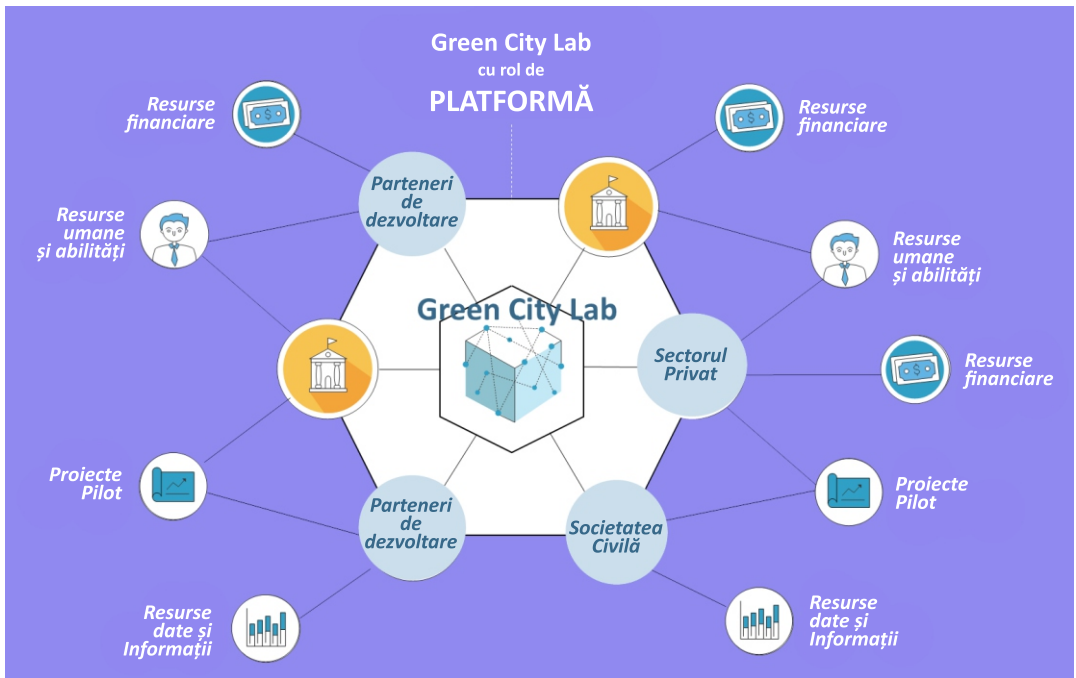 Green City Lab
cu rol de
PLATFORMĂ
Resurse
financiare
Resurse
financiare
Parteneri
de
dezvoltare
Resurse
umane
și abilități
Resurse
umane
și abilități
Green City Lab
Sectorul
Privat
Resurse
financiare
Proiecte
Pilot
Proiecte
Pilot
Parteneri
de
dezvoltare
Societatea
Civilă
Resurse
date și
Informații
Resurse
date și
Informații